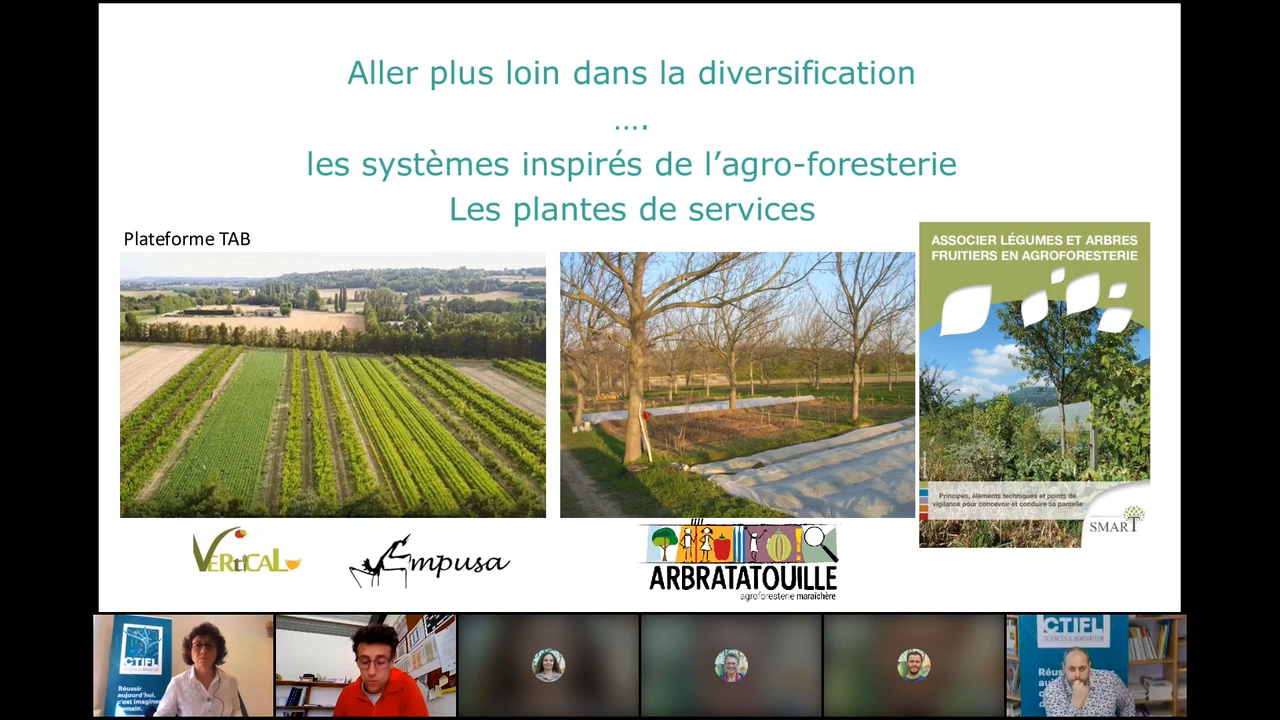 Aller plus loin dans la diversification
….
les systèmes inspirés de l’agro-foresterie
Les plantes de services
Plateforme TAB
ASSOCIER LÉGUMES ET ARBRES
FRUITIERS EN AGROFORESTERIE
Principes, éléments techniques et points de
vigilance pour concevoir et conduire sa parcelle
SMART
VERtiCAL
Empusa
ARBRATATOUILLE
agroforesterie maraîchère
CTIFL
Réussir
aujourd'hui,
c'est imaginer
demain.
CTIFL
SCIENCES & INNOVATION